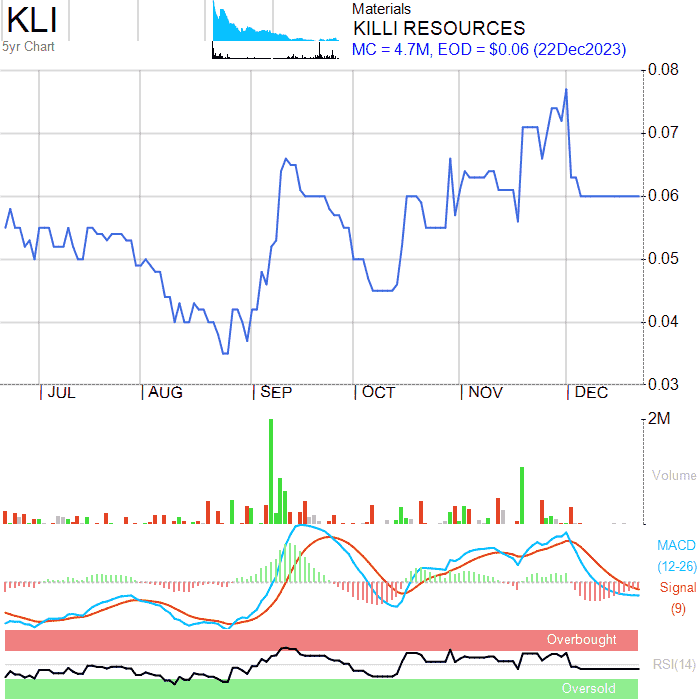 KLI
5yr Chart
Materials
KILLI RESOURCES
MC = 4.7M, EOD = $0.06 (22Dec2023)
0.08
0.07
0.06
0.05
0.04
0.03
JUL AUG SEP OCT NOV DEC
2M
Volume
MACD
(12-26)
Signal
(9)
Overbought
RSI(14)
Oversold